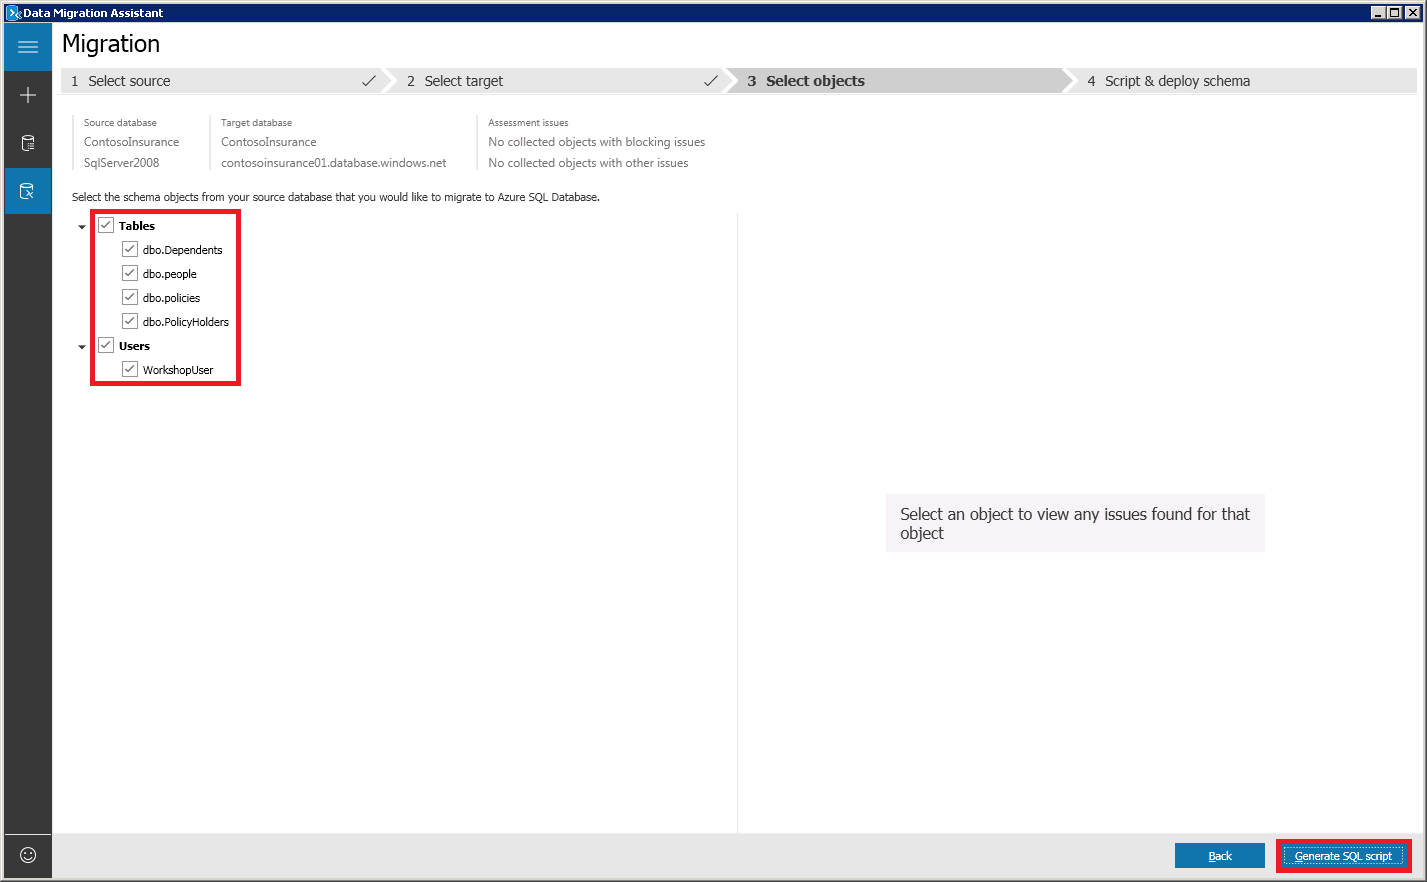 Data Migration Assistant
Migration
1 Select source
2 Select target
3 Select objects
4 Script & deploy schema
Source database
ContosoInsurance
SqlServer2008
Target database
ContosoInsurance
contosoinsurance01.database.windows.net
Assessment issues
No collected objects with blocking issues
No collected objects with other issues
Select the schema objects from your source database that you would like to migrate to Azure SQL Database.
Tables
dbo.Dependents
dbo.people
dbo.policies
dbo.PolicyHolders
Users
WorkshopUser
Select an object to view any issues found for that
object
Back
Generate SQL script